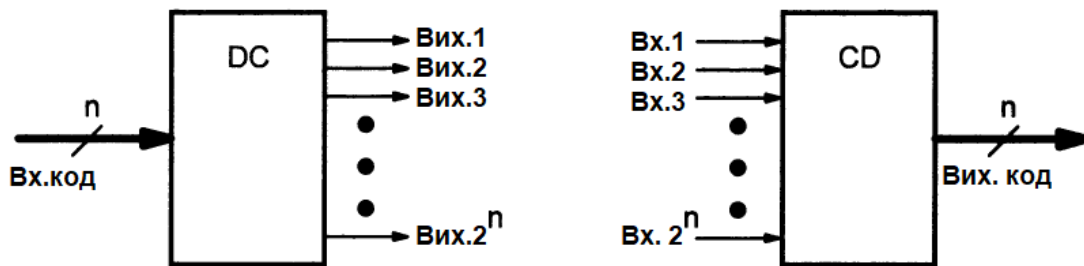 DC
n
Вх.код
Вих.1
Вих.2
Вих.3
Вих.2ⁿ
Вх.1
Вх.2
Вх.3
Вх. 2ⁿ
CD
n
Вих. код